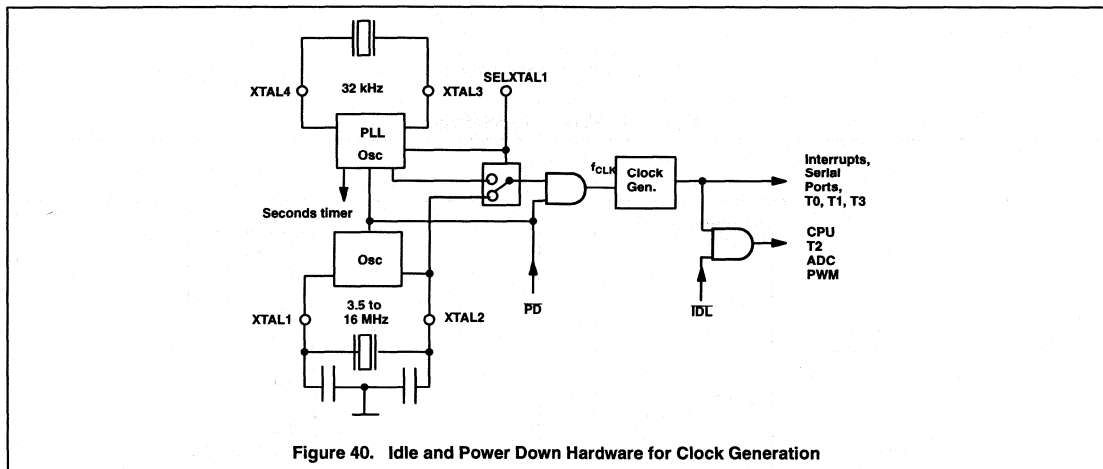 SELXTAL1
XTAL4
32 kHz
XTAL3
PLL
Osc
fCLK
Clock
Gen.
Interrupts,
Serial
Ports,
T0, T1, T3
Seconds timer
CPU
T2
ADC
PWM
Osc
PD
IDL
3.5 to
16 MHz
XTAL1
XTAL2
Figure 40. Idle and Power Down Hardware for Clock Generation